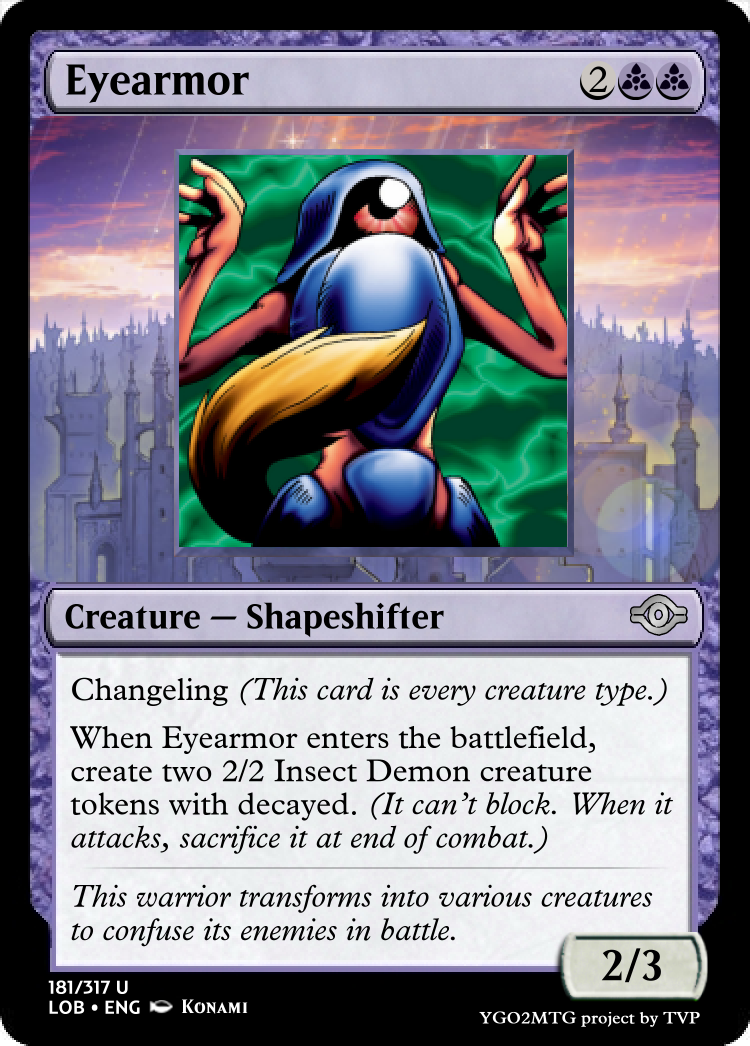 Eyearmor 2
Creature — Shapeshifter
Changeling (This card is every creature type.)
When Eyearmor enters the battlefield,
create two 2/2 Insect Demon creature
tokens with decayed. (It can't block. When it
attacks, sacrifice it at end of combat.)
This warrior transforms into various creatures
to confuse its enemies in battle.
2/3
181/317 U
LOB • ENG KONAMI
YGO2MTG project by TVP